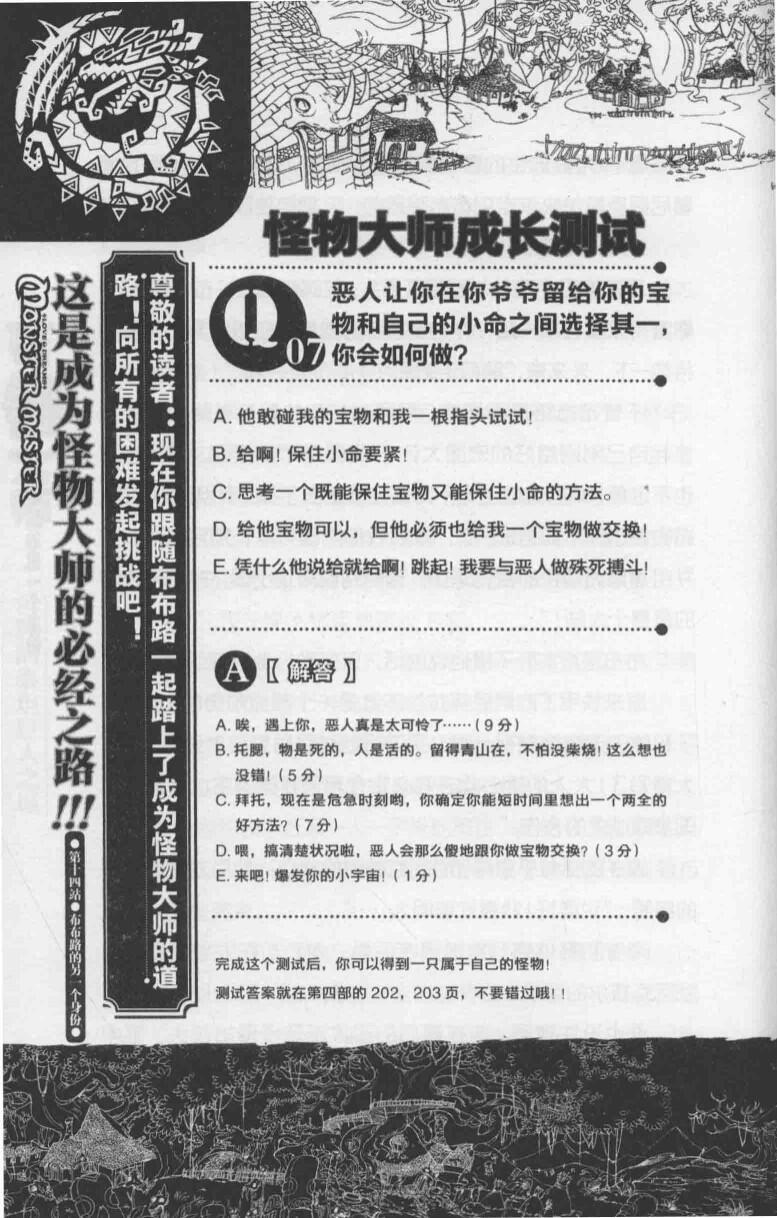 怪物大师成长测试
Q07
恶人让你在你爷爷留给你的宝
物和自己的小命之间选择其一，
你会如何做？
A. 他敢碰我的宝物和我一根指头试试！
B. 给啊！保住小命要紧！
C. 思考一个既能保住宝物又能保住小命的方法。
D. 给他宝物可以，但他必须也给我一个宝物做交换！
E. 凭什么他说给就给啊！跳起！我要与恶人做殊死搏斗！
A【解答】
A. 唉，遇上你，恶人真是太可怜了……（9分）
B. 托腮，物是死的，人是活的。留得青山在，不怕没柴烧！这么想也
没错！（5分）
C. 拜托，现在是危急时刻哟，你确定你能短时间里想出一个两全的
好方法？（7分）
D. 喂，搞清楚状况啦，恶人会那么傻地跟你做宝物交换？（3分）
E. 来吧！爆发你的小宇宙！（1分）
完成这个测试后，你可以得到一只属于自己的怪物！
测试答案就在第四部的202，203页，不要错过哦！！
尊敬的读者：现在你跟随布布路一起踏上了成为怪物大师的道
路！向所有的困难发起挑战吧！
这是成为怪物大师的必经之路!!!
MONSTER MASTER
●第十四站●布布路的另一个身份●